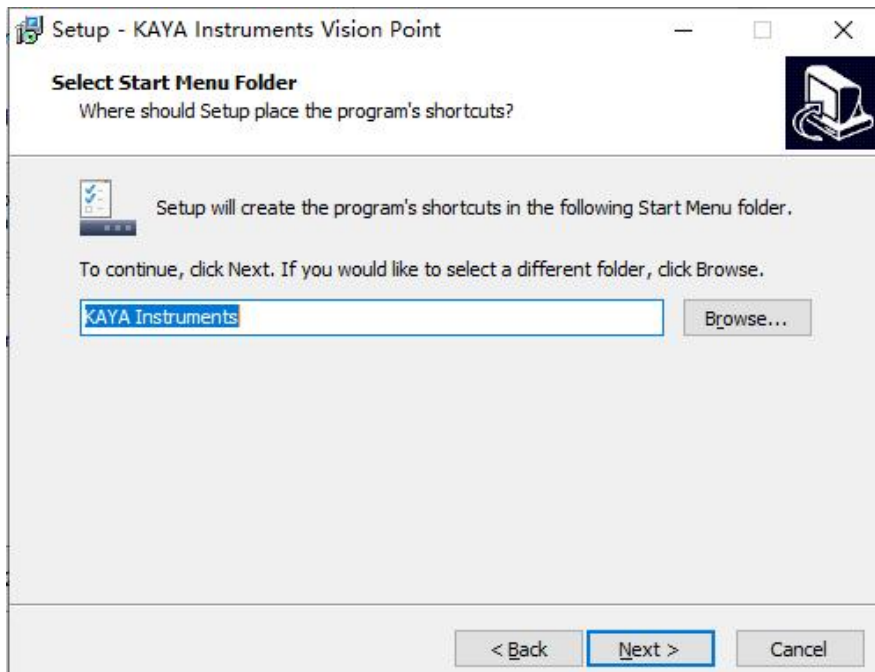 Setup - KAYA Instruments Vision Point
Select Start Menu Folder
Where should Setup place the program's shortcuts?
Setup will create the program's shortcuts in the following Start Menu folder.
To continue, click Next. If you would like to select a different folder, click Browse.
KAYA Instruments
Browse...
< Back
Next >
Cancel